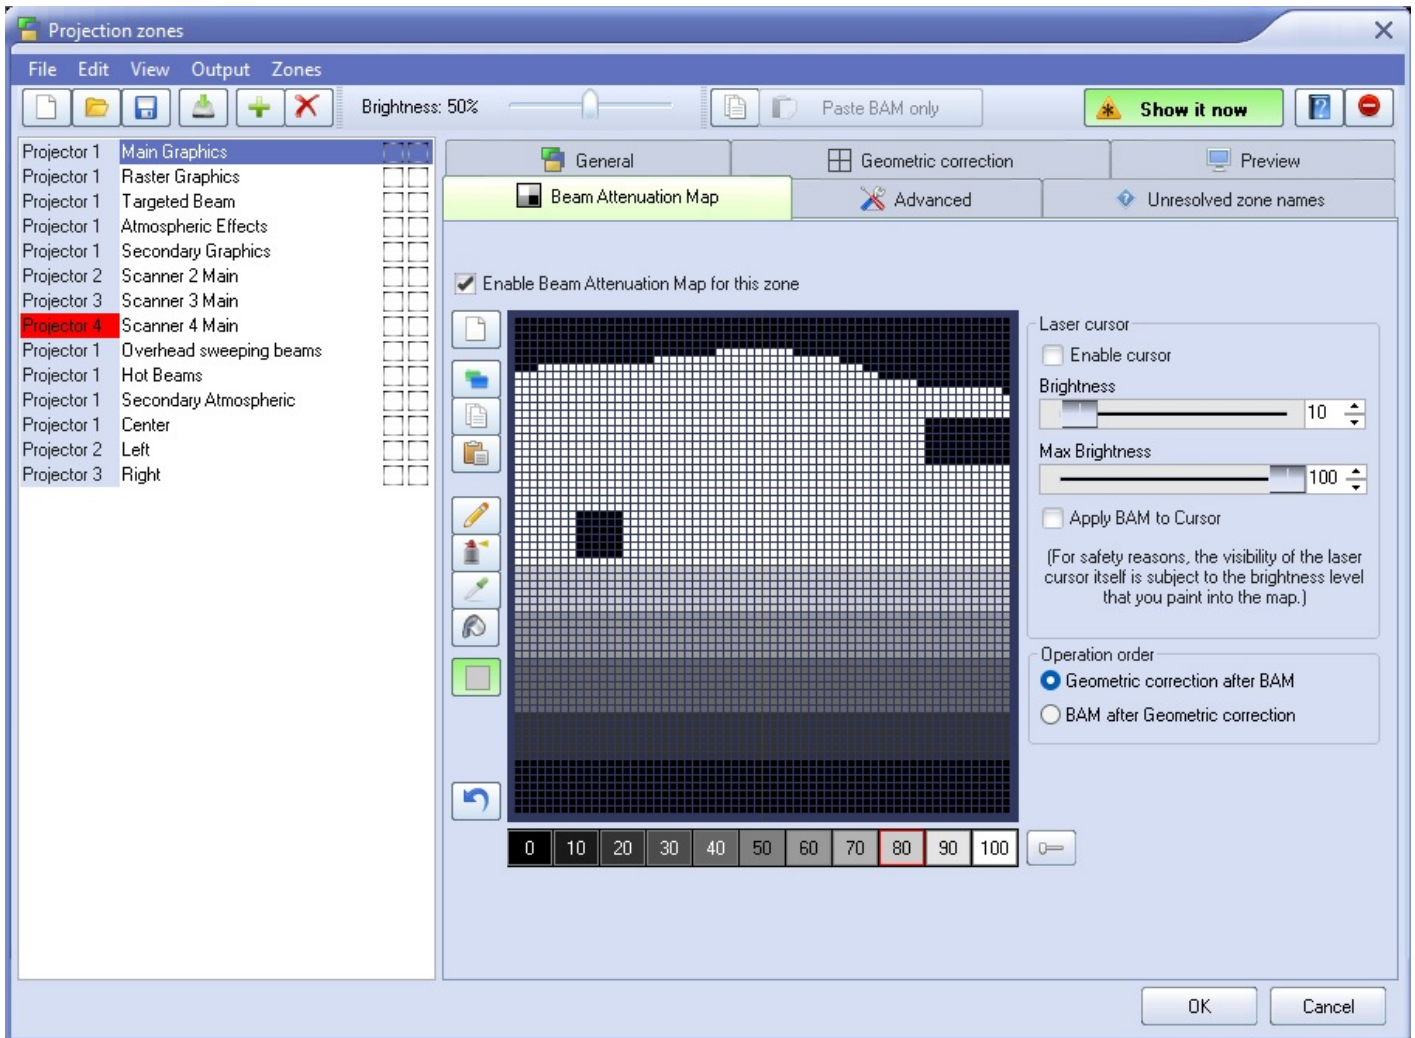 Projection zones
File Edit View Output Zones
Brightness: 50%
Paste BAM only
Show it now
Projector 1 Main Graphics
Projector 1 Raster Graphics
Projector 1 Targeted Beam
Projector 1 Atmospheric Effects
Projector 1 Secondary Graphics
Projector 2 Scanner 2 Main
Projector 3 Scanner 3 Main
Projector 4 Scanner 4 Main
Projector 1 Overhead sweeping beams
Projector 1 Hot Beams
Projector 1 Secondary Atmospheric
Projector 1 Center
Projector 2 Left
Projector 3 Right
General
Geometric correction
Preview
Beam Attenuation Map
Advanced
Unresolved zone names
Enable Beam Attenuation Map for this zone
Laser cursor
Enable cursor
Brightness
10
Max Brightness
100
Apply BAM to Cursor
(For safety reasons, the visibility of the laser
cursor itself is subject to the brightness level
that you paint into the map.)
Operation order
Geometric correction after BAM
BAM after Geometric correction
0 10 20 30 40 50 60 70 80 90 100
OK
Cancel